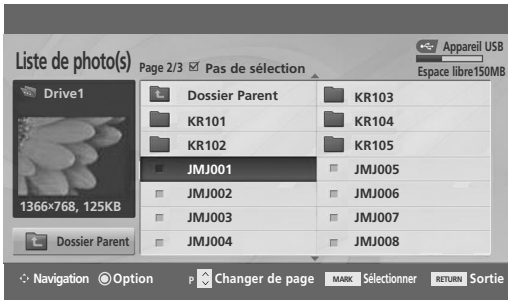 Appareil USB
Liste de photo(s) Page 2/3 Pas de sélection Espace libre150MB
Drive1
1366×768, 125KB
Dossier Parent
Dossier Parent KR103
KR101 KR104
KR102 KR105
JMJ001 JMJ005
JMJ002 JMJ006
JMJ003 JMJ007
JMJ004 JMJ008
Navigation Option P Changer de page MARK Sélectionner RETURN Sortie